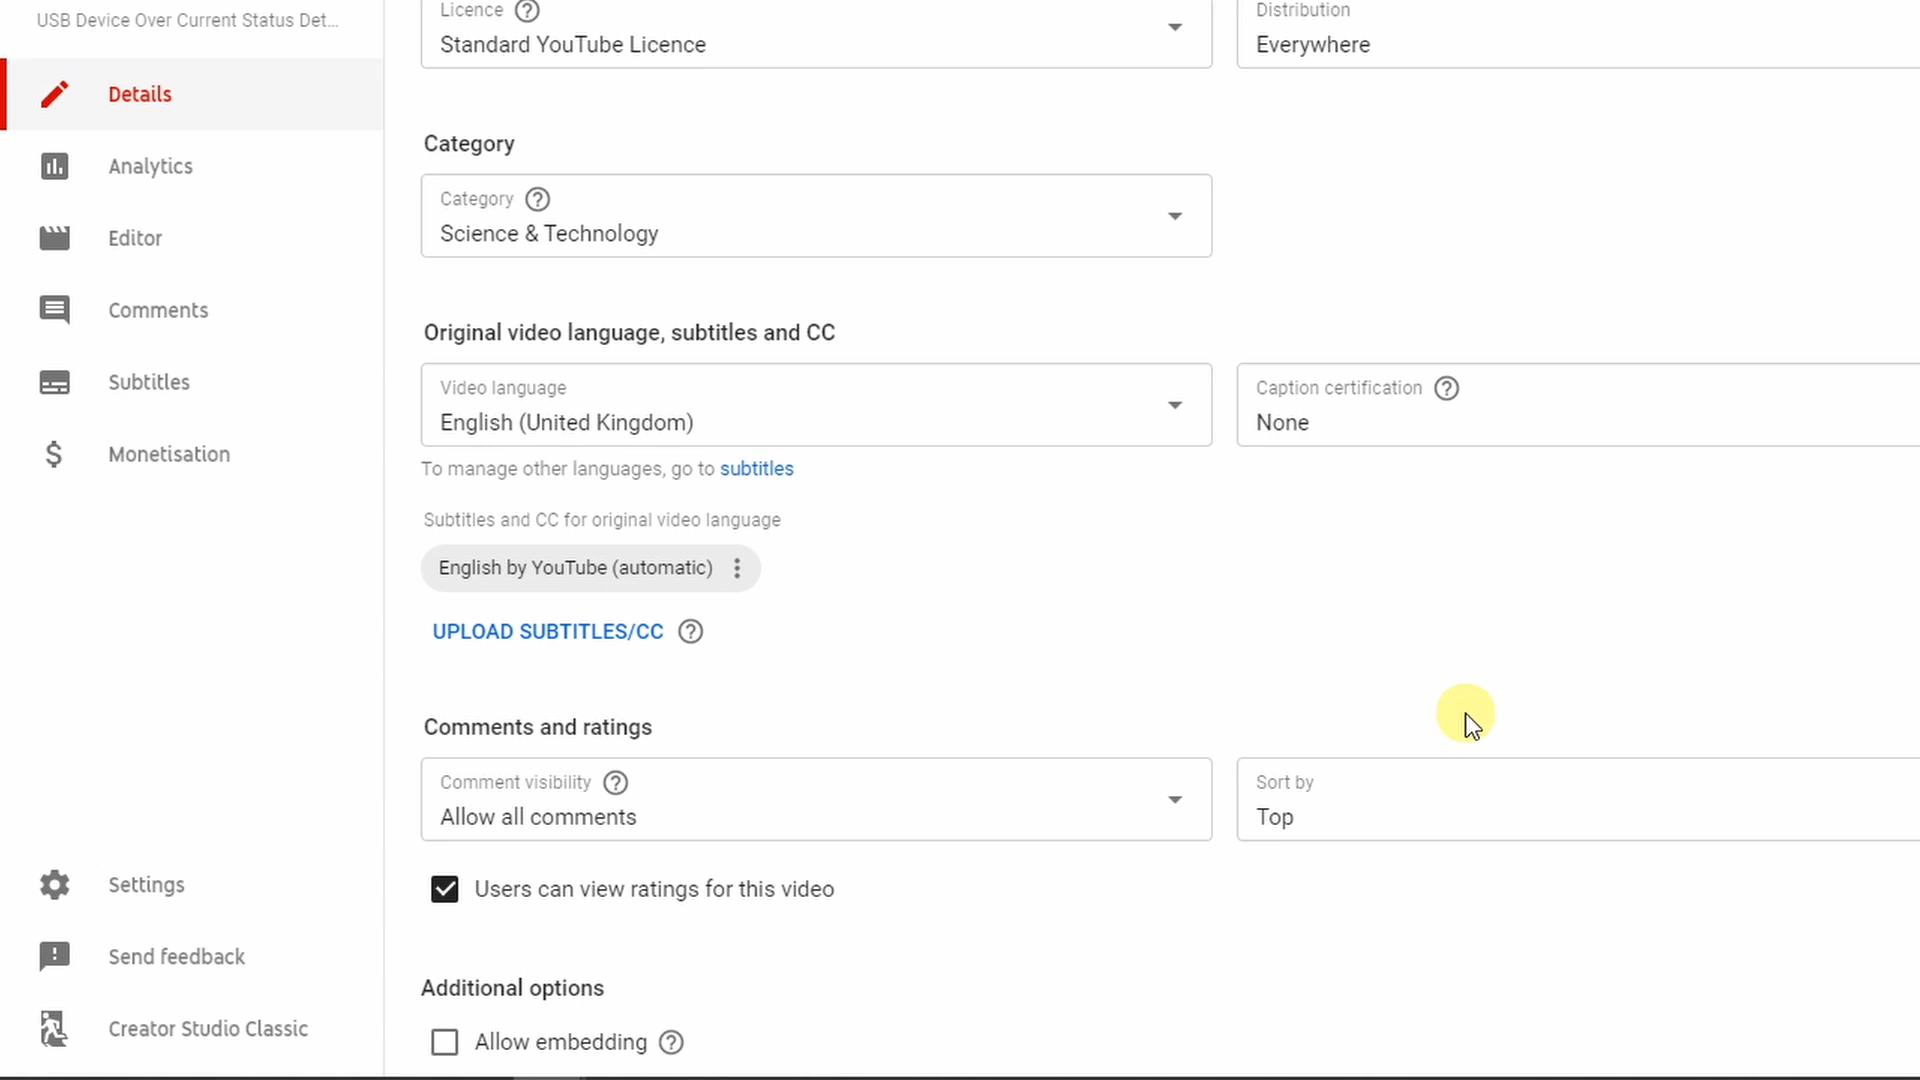 USB Device Over Current Status Det...
Details
Analytics
Editor
Comments
Subtitles
$ Monetisation
Settings
Send feedback
Creator Studio Classic
Licence ?
Standard YouTube Licence
Distribution
Everywhere
Category
Category ?
Science & Technology
Original video language, subtitles and CC
Video language
English (United Kingdom)
Caption certification ?
None
To manage other languages, go to subtitles
Subtitles and CC for original video language
English by YouTube (automatic)
UPLOAD SUBTITLES/CC ?
Comments and ratings
Comment visibility ?
Allow all comments
Sort by
Top
Users can view ratings for this video
Additional options
Allow embedding ?